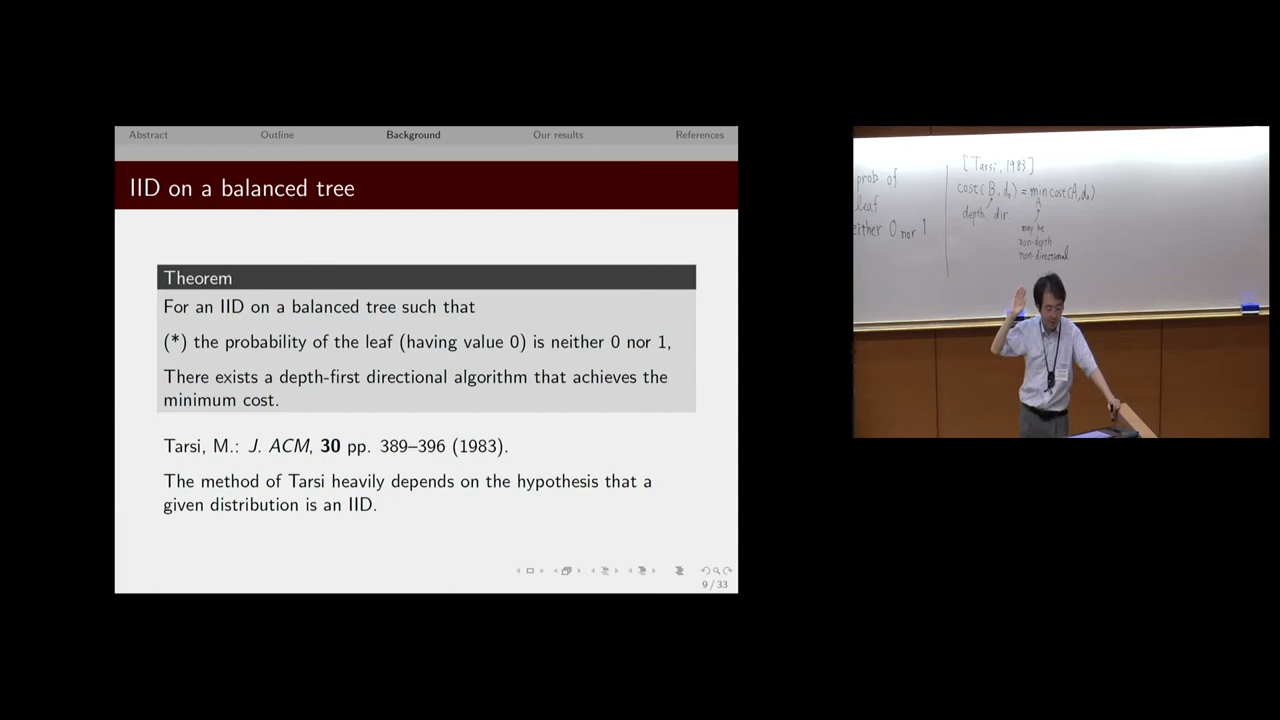 Abstract Outline Background Our results References
IID on a balanced tree
Theorem
For an IID on a balanced tree such that
(*) the probability of the leaf (having value 0) is neither 0 nor 1,
There exists a depth-first directional algorithm that achieves the
minimum cost.
Tarsi, M.: J. ACM, 30 pp. 389–396 (1983).
The method of Tarsi heavily depends on the hypothesis that a
given distribution is an IID.
9 / 33
prob of
leaf
either 0 nor 1
[Tarsi, 1983]
cost(B, d₀) = min cost(A, d₀)
A
depth dir.
may be
non-depth
non-directional